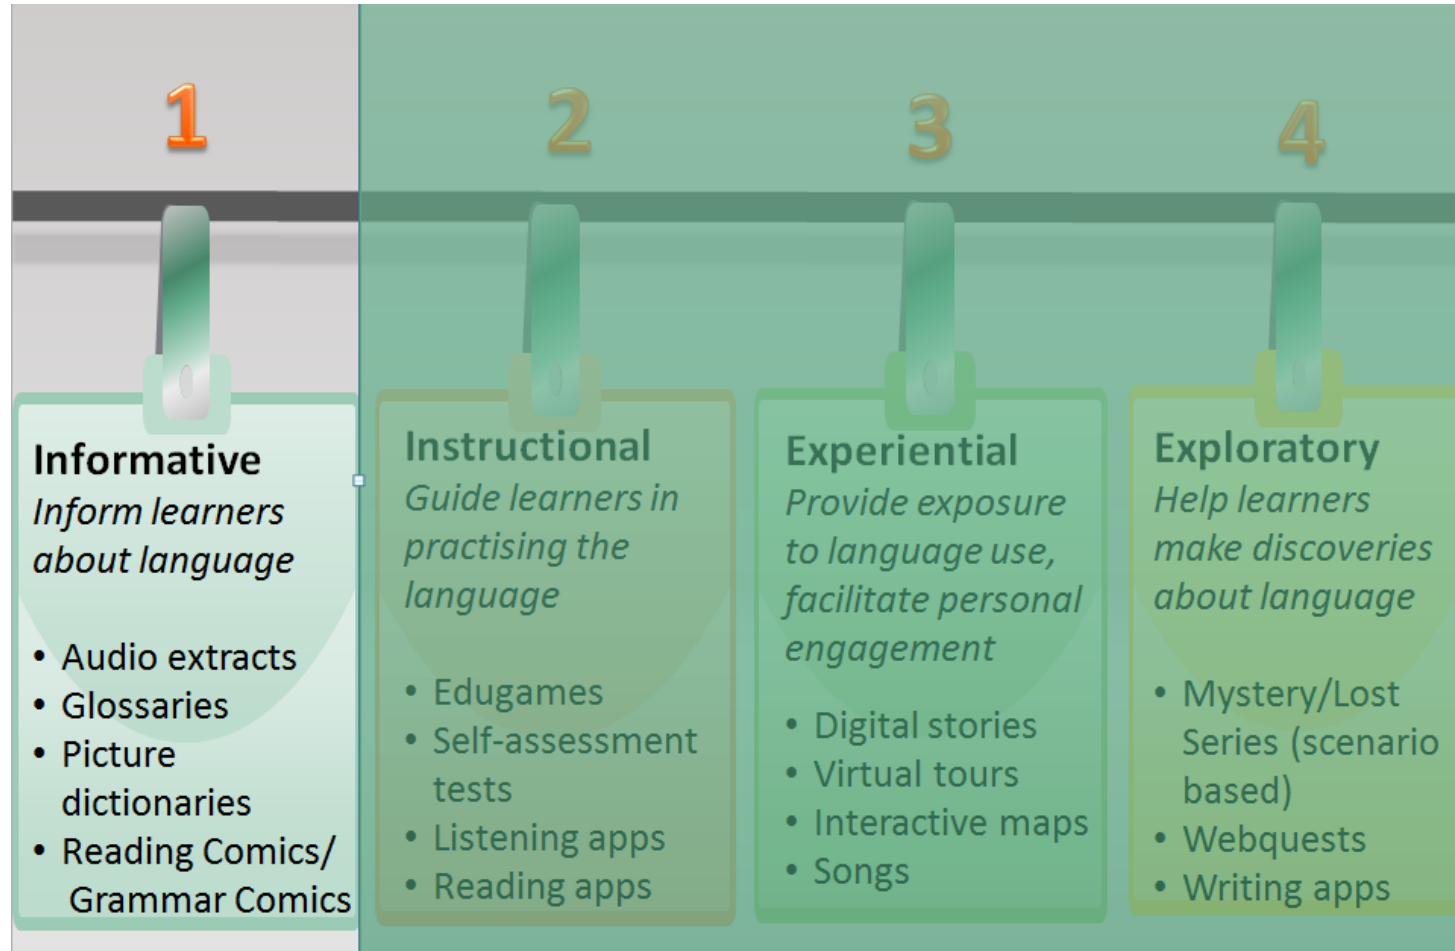 1
2
3
4
Informative
Inform learners
about language
• Audio extracts
• Glossaries
• Picture
dictionaries
• Reading Comics/
Grammar Comics
Instructional
Guide learners in
practising the
language
• Edugames
• Self-assessment
tests
• Listening apps
• Reading apps
Experiential
Provide exposure
to language use,
facilitate personal
engagement
• Digital stories
• Virtual tours
• Interactive maps
• Songs
Exploratory
Help learners
make discoveries
about language
• Mystery/Lost
Series (scenario
based)
• Webquests
• Writing apps